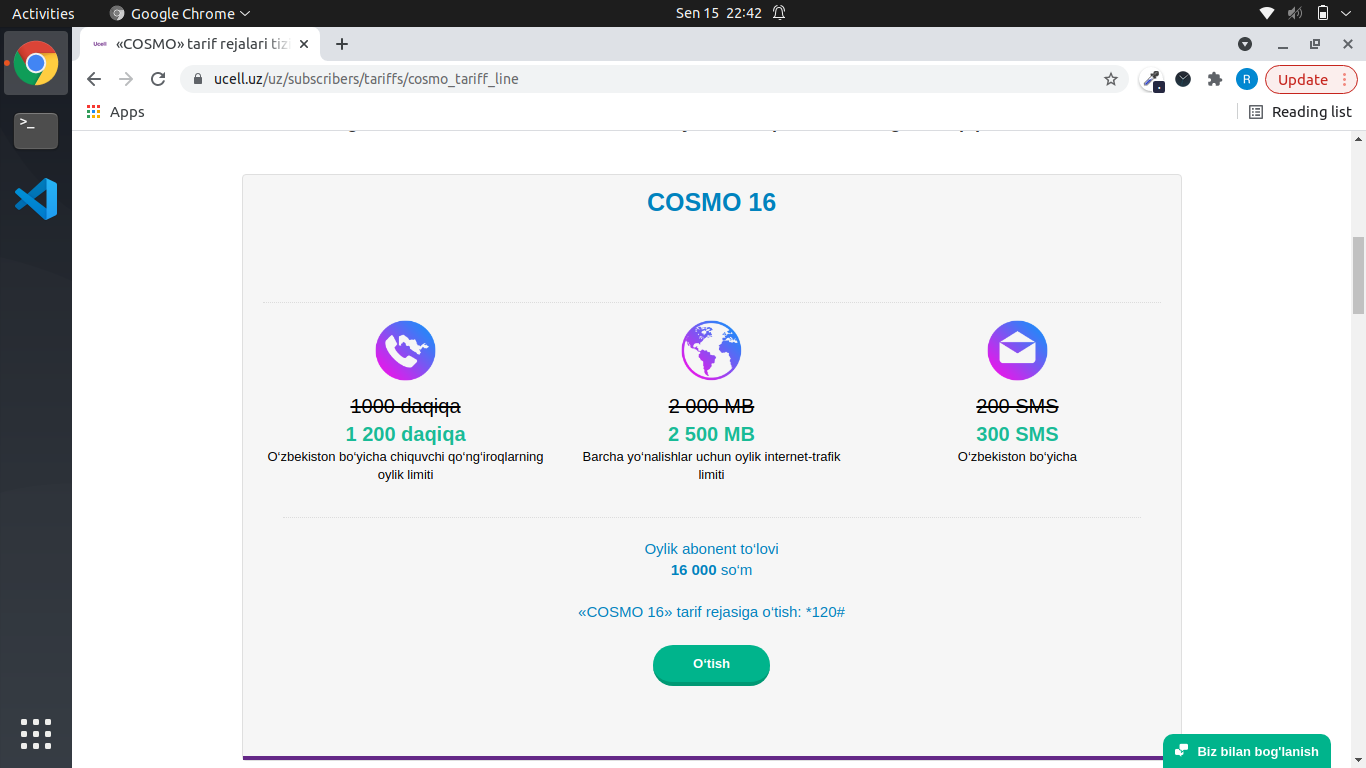 Activities
Google Chrome
Sen 15 22:42
Ucell
«COSMO» tarif rejalari tiz
ucell.uz/uz/subscribers/tariffs/cosmo_tariff_line
R
Update
Apps
Reading list
COSMO 16
1000 daqiqa
1 200 daqiqa
O‘zbekiston bo‘yicha chiquvchi qo‘ng‘iroqlarning
oylik limiti
2 000 MB
2 500 MB
Barcha yo‘nalishlar uchun oylik internet-trafik
limiti
200 SMS
300 SMS
O‘zbekiston bo‘yicha
Oylik abonent to‘lovi
16 000 so‘m
«COSMO 16» tarif rejasiga o‘tish: *120#
O‘tish
Biz bilan bog'lanish